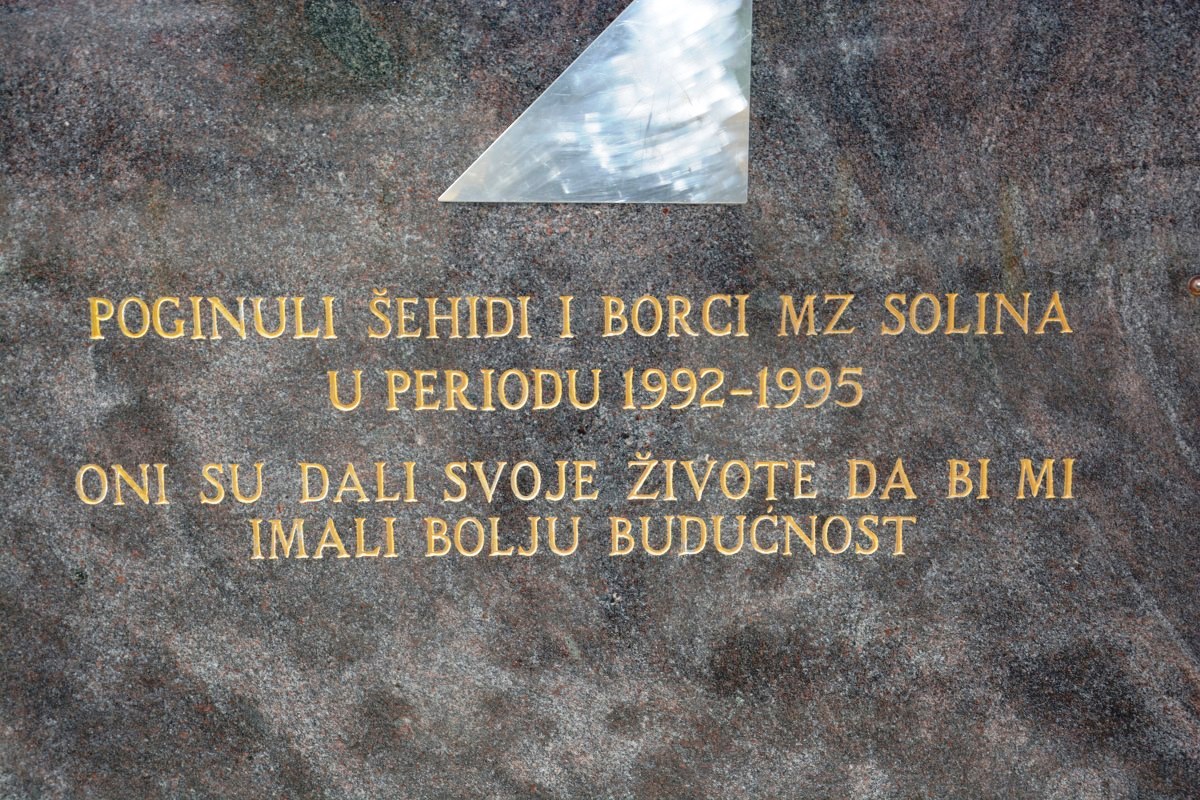 POGINULI ŠEHIDI I BORCI MZ SOLINA
U PERIODU 1992-1995
ONI SU DALI SVOJE ŽIVOTE DA BI MI
IMALI BOLJU BUDUĆNOST